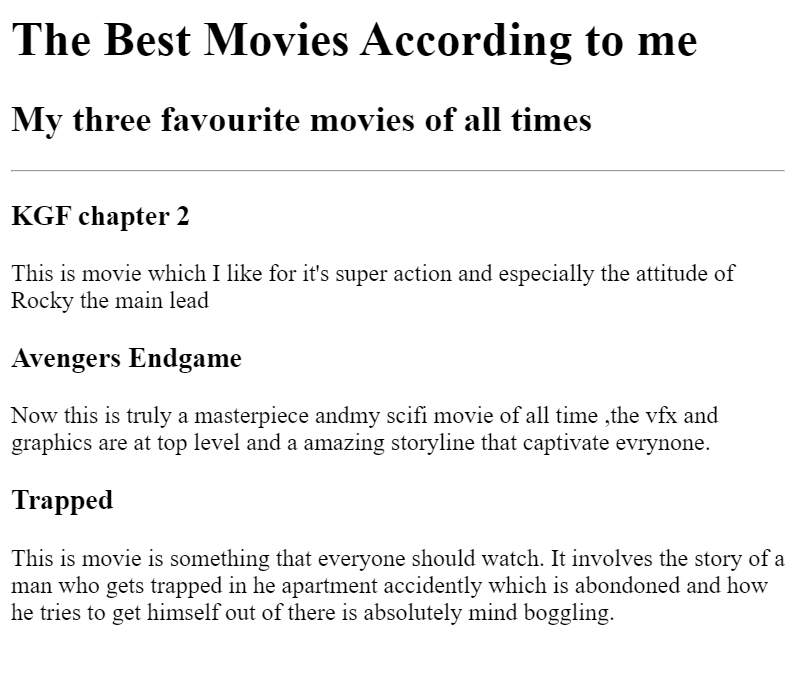 The Best Movies According to me
My three favourite movies of all times
KGF chapter 2
This is movie which I like for it's super action and especially the attitude of
Rocky the main lead
Avengers Endgame
Now this is truly a masterpiece andmy scifi movie of all time ,the vfx and
graphics are at top level and a amazing storyline that captivate evrynone.
Trapped
This is movie is something that everyone should watch. It involves the story of a
man who gets trapped in he apartment accidently which is abondoned and how
he tries to get himself out of there is absolutely mind boggling.